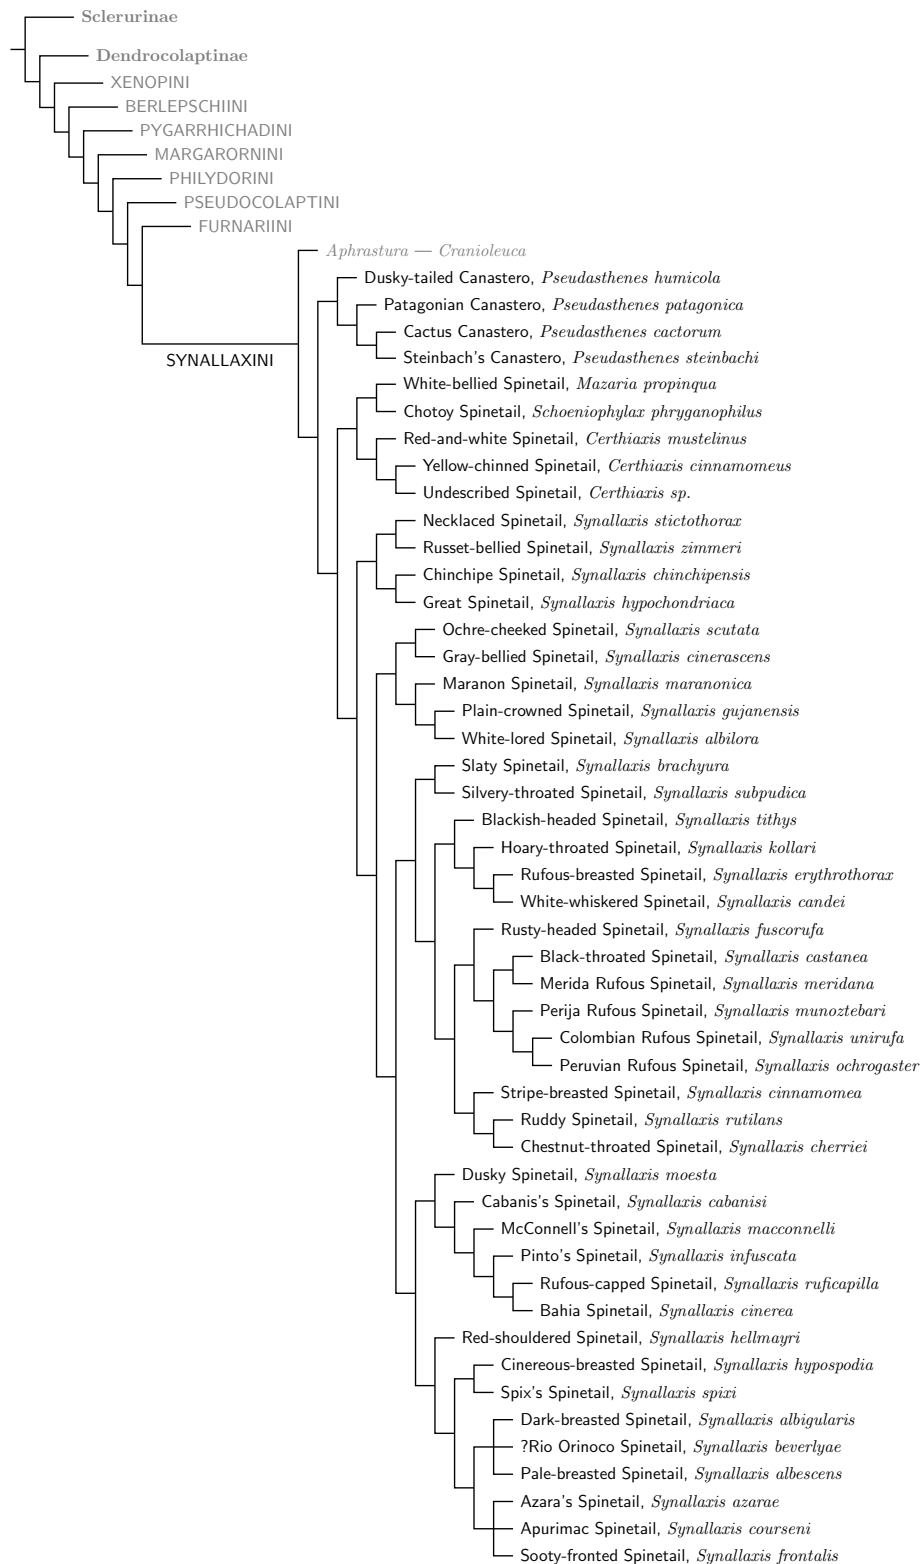 Sclerurinae
Dendrocolaptinae
XENOPINI
BERLEPSCHIINI
PYGARRHICHADINI
MARGARORNINI
PHILYDORINI
PSEUDOCOLAPTINI
FURNARIINI
Aphrastura — Cranioleuca
Dusky-tailed Canastero, Pseudasthenes humicola
Patagonian Canastero, Pseudasthenes patagonica
Cactus Canastero, Pseudasthenes cactorum
Steinbach's Canastero, Pseudasthenes steinbachi
SYNALLAXINI
White-bellied Spinetail, Mazaria propinqua
Chotoy Spinetail, Schoeniophylax phryganophilus
Red-and-white Spinetail, Certhiaxis mustelinus
Yellow-chinned Spinetail, Certhiaxis cinnamomeus
Undescribed Spinetail, Certhiaxis sp.
Necklaced Spinetail, Synallaxis stictothorax
Russet-bellied Spinetail, Synallaxis zimmeri
Chinchipe Spinetail, Synallaxis chinchipensis
Great Spinetail, Synallaxis hypochondriaca
Ochre-cheeked Spinetail, Synallaxis scutata
Gray-bellied Spinetail, Synallaxis cinerascens
Maranon Spinetail, Synallaxis maranonica
Plain-crowned Spinetail, Synallaxis gujanensis
White-lored Spinetail, Synallaxis albilora
Slaty Spinetail, Synallaxis brachyura
Silvery-throated Spinetail, Synallaxis subpudica
Blackish-headed Spinetail, Synallaxis tithys
Hoary-throated Spinetail, Synallaxis kollari
Rufous-breasted Spinetail, Synallaxis erythrothorax
White-whiskered Spinetail, Synallaxis candei
Rusty-headed Spinetail, Synallaxis fuscorufa
Black-throated Spinetail, Synallaxis castanea
Merida Rufous Spinetail, Synallaxis meridana
Perija Rufous Spinetail, Synallaxis munoztebari
Colombian Rufous Spinetail, Synallaxis unirufa
Peruvian Rufous Spinetail, Synallaxis ochrogaster
Stripe-breasted Spinetail, Synallaxis cinnamomea
Ruddy Spinetail, Synallaxis rutilans
Chestnut-throated Spinetail, Synallaxis cherriei
Dusky Spinetail, Synallaxis moesta
Cabanis's Spinetail, Synallaxis cabanisi
McConnell's Spinetail, Synallaxis macconnelli
Pinto's Spinetail, Synallaxis infuscata
Rufous-capped Spinetail, Synallaxis ruficapilla
Bahia Spinetail, Synallaxis cinerea
Red-shouldered Spinetail, Synallaxis hellmayri
Cinereous-breasted Spinetail, Synallaxis hypospodia
Spix's Spinetail, Synallaxis spixi
Dark-breasted Spinetail, Synallaxis albigularis
?Rio Orinoco Spinetail, Synallaxis beverlyae
Pale-breasted Spinetail, Synallaxis albescens
Azara's Spinetail, Synallaxis azarae
Apurimac Spinetail, Synallaxis courseni
Sooty-fronted Spinetail, Synallaxis frontalis